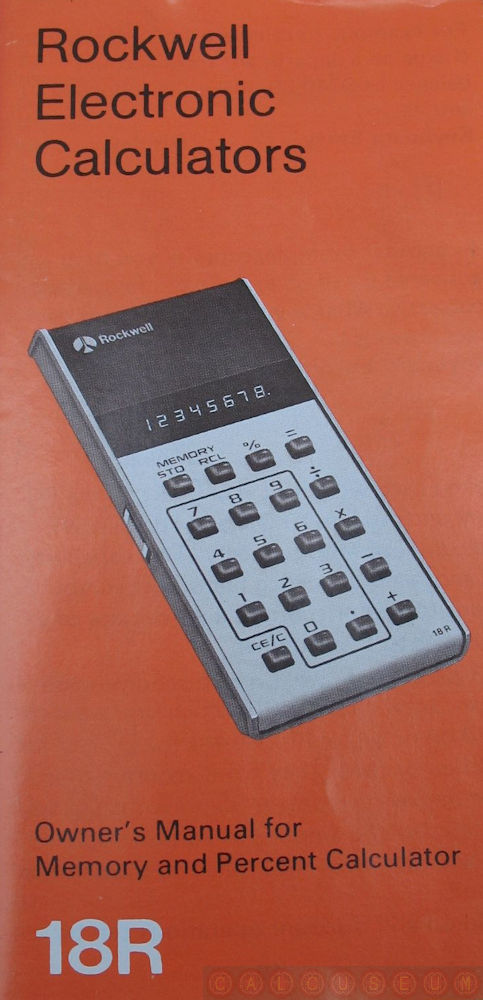 Rockwell
Electronic
Calculators
Rockwell
12345678.
MEMORY
STO RCL % =
7 8 9 ÷
4 5 6 X
1 2 3 −
CE/C 0 . +
18R
Owner's Manual for
Memory and Percent Calculator
18R
CALCUSEUM